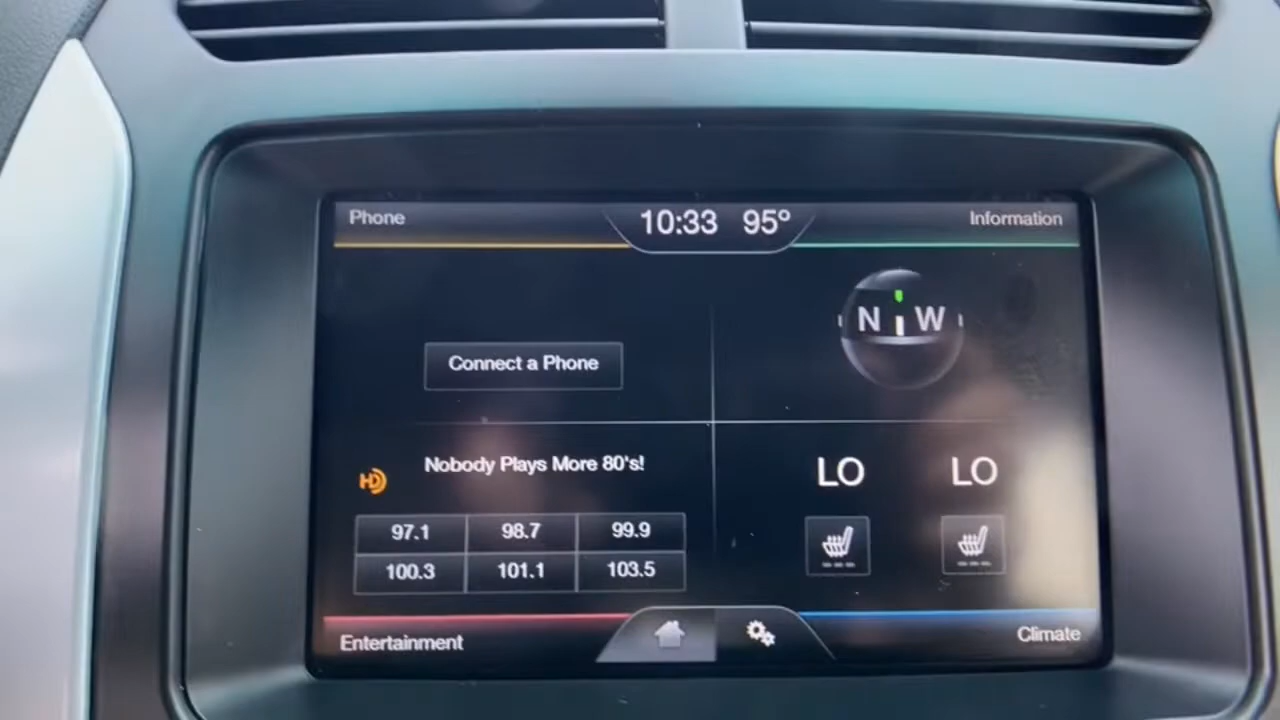 Phone 10:33 95° Information
N W
Connect a Phone
Nobody Plays More 80's!
HD
LO LO
97.1 98.7 99.9
100.3 101.1 103.5
Entertainment Climate